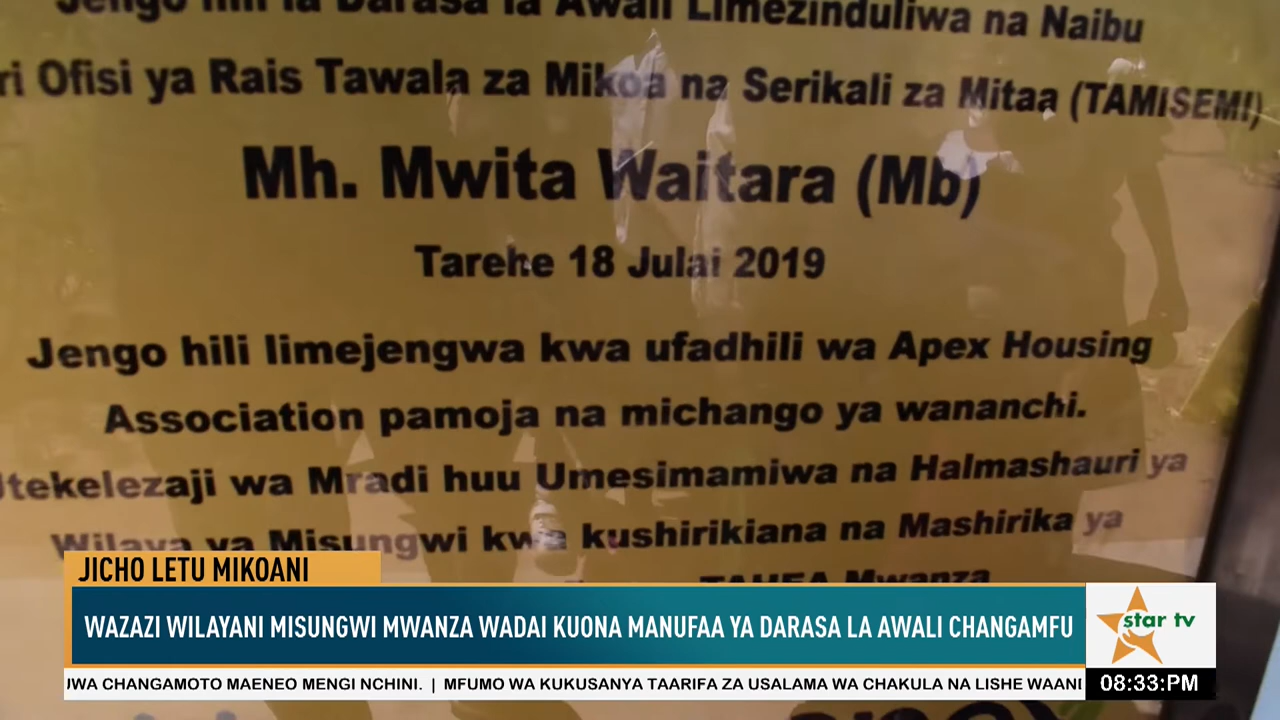 Jengo hili la Darasa la Awali Limezinduliwa na Naibu
ri Ofisi ya Rais Tawala za Mikoa na Serikali za Mitaa (TAMISEMI)
Mh. Mwita Waitara (Mb)
Tarehe 18 Julai 2019
Jengo hili limejengwa kwa ufadhili wa Apex Housing
Association pamoja na michango ya wananchi.
Utekelezaji wa Mradi huu Umesimamiwa na Halmashauri ya
Wilaya ya Misungwi kwa kushirikiana na Mashirika ya
TAHEA Mwanza
JICHO LETU MIKOANI
WAZAZI WILAYANI MISUNGWI MWANZA WADAI KUONA MANUFAA YA DARASA LA AWALI CHANGAMFU
star tv
IWA CHANGAMOTO MAENEO MENGI NCHINI. | MFUMO WA KUKUSANYA TAARIFA ZA USALAMA WA CHAKULA NA LISHE WAANI
08:33:PM